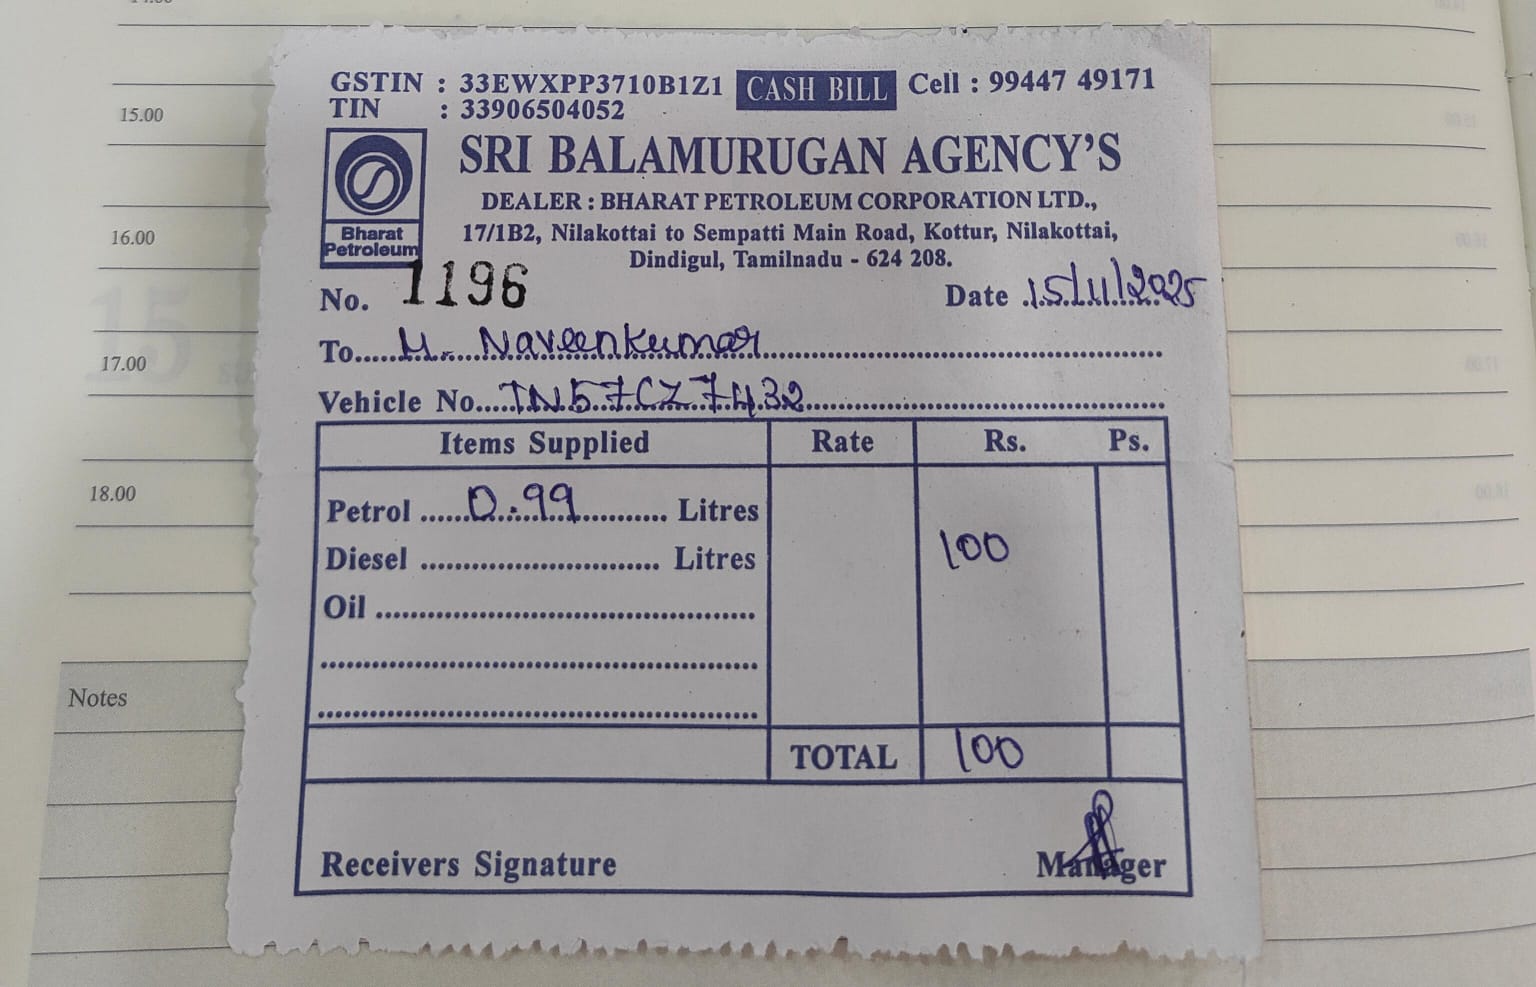 15.00
16.00
17.00
18.00
Notes
GSTIN : 33EWXPP3710B1Z1 CASH BILL Cell : 99447 49171
TIN : 33906504052
SRI BALAMURUGAN AGENCY'S
DEALER : BHARAT PETROLEUM CORPORATION LTD.,
17/1B2, Nilakottai to Sempatti Main Road, Kottur, Nilakottai,
Dindigul, Tamilnadu - 624 208.
Bharat
Petroleum
No. 1196 Date 15/11/2025
To M. Naveenkumar
Vehicle No. TN57CZ7432
Items Supplied Rate Rs. Ps.
Petrol 0.99 Litres
100
Diesel Litres
Oil
TOTAL 100
Receivers Signature Manager